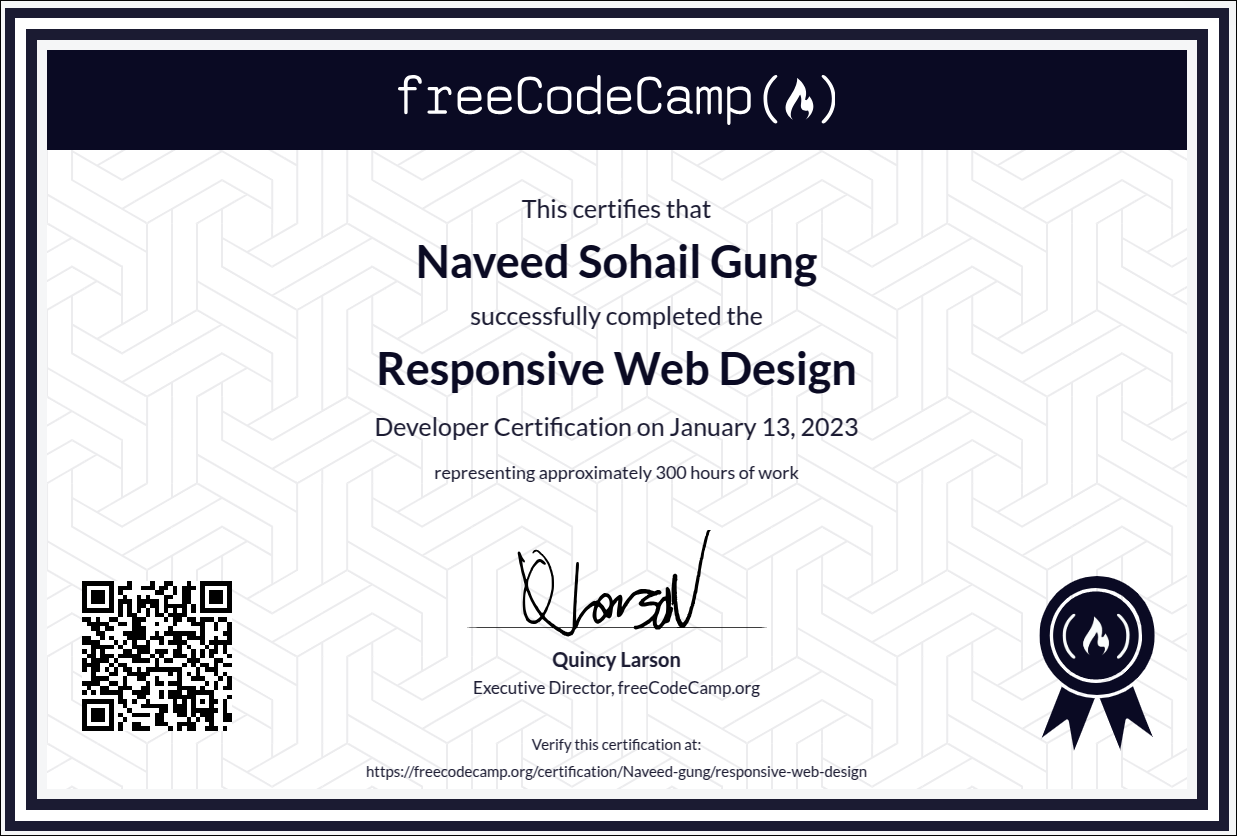 freeCodeCamp
This certifies that
Naveed Sohail Gung
successfully completed the
Responsive Web Design
Developer Certification on January 13, 2023
representing approximately 300 hours of work
Q Larson
Quincy Larson
Executive Director, freeCodeCamp.org
Verify this certification at:
https://freecodecamp.org/certification/Naveed-gung/responsive-web-design